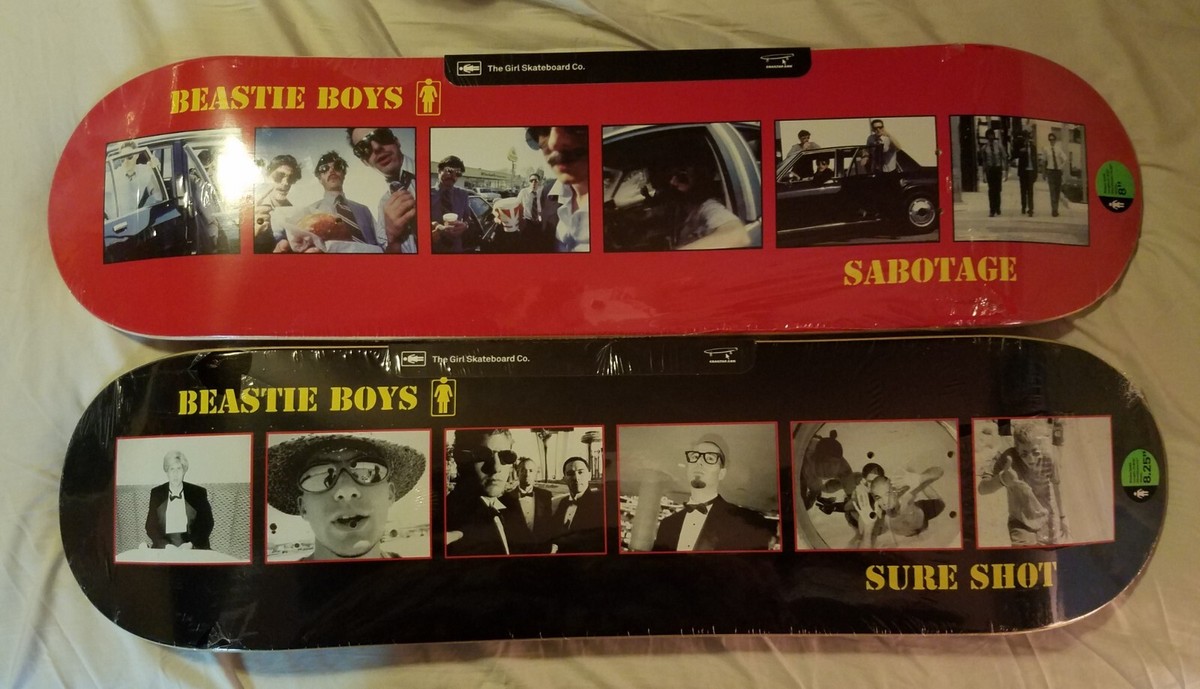 The Girl Skateboard Co.
BEASTIE BOYS
8"
SABOTAGE
The Girl Skateboard Co.
BEASTIE BOYS
8.25"
SURE SHOT